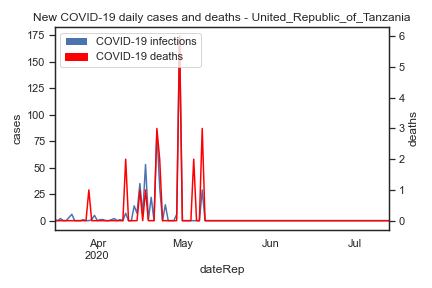 New COVID-19 daily cases and deaths - United_Republic_of_Tanzania
COVID-19 infections
COVID-19 deaths
175
150
125
100
75
50
25
0
cases
6
5
4
3
2
1
0
deaths
Apr
2020
May
Jun
Jul
dateRep